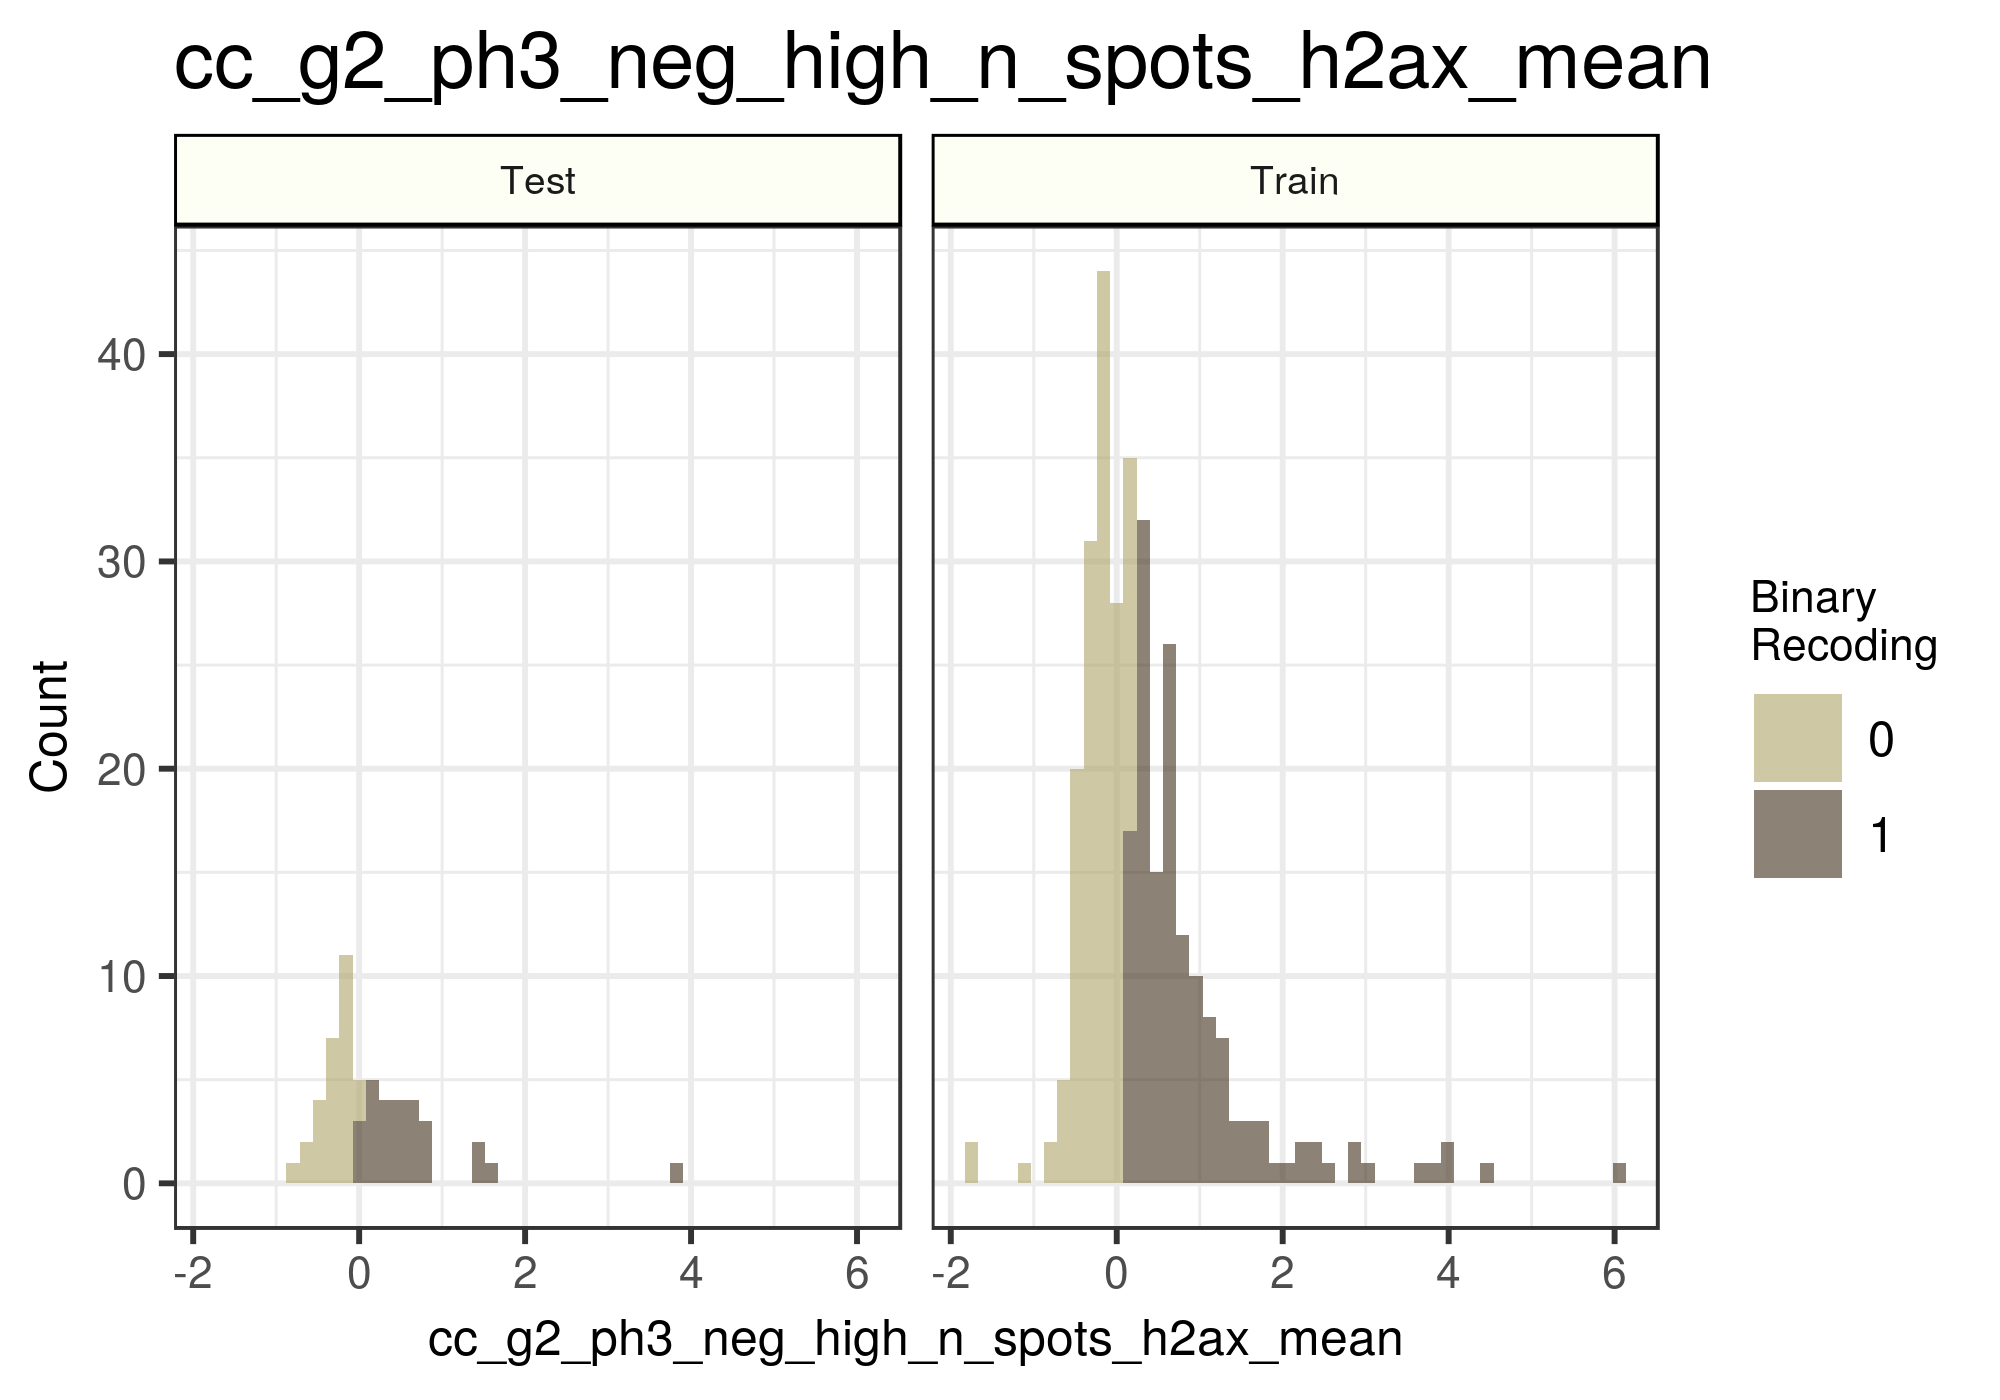 cc_g2_ph3_neg_high_n_spots_h2ax_mean
Test
Train
40
30
20
10
0
Count
-2 0 2 4 6
-2 0 2 4 6
cc_g2_ph3_neg_high_n_spots_h2ax_mean
Binary
Recoding
0
1